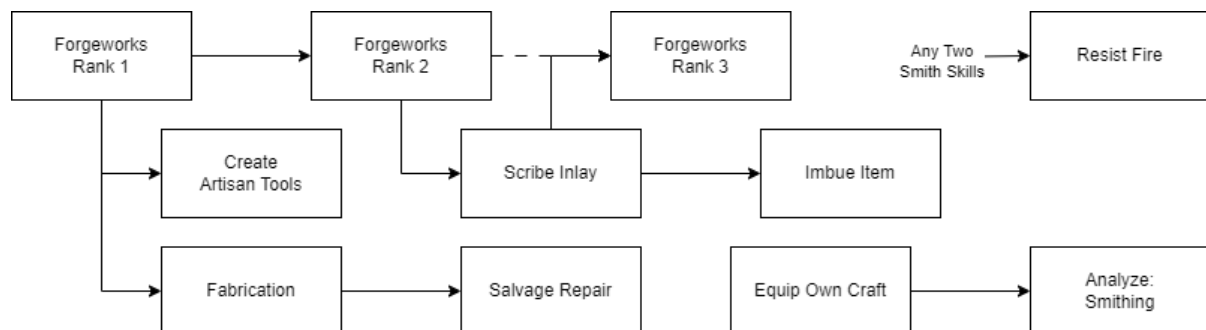 Forgeworks
Rank 1
Forgeworks
Rank 2
Forgeworks
Rank 3
Any Two
Smith Skills
Resist Fire
Create
Artisan Tools
Scribe Inlay
Imbue Item
Fabrication
Salvage Repair
Equip Own Craft
Analyze:
Smithing